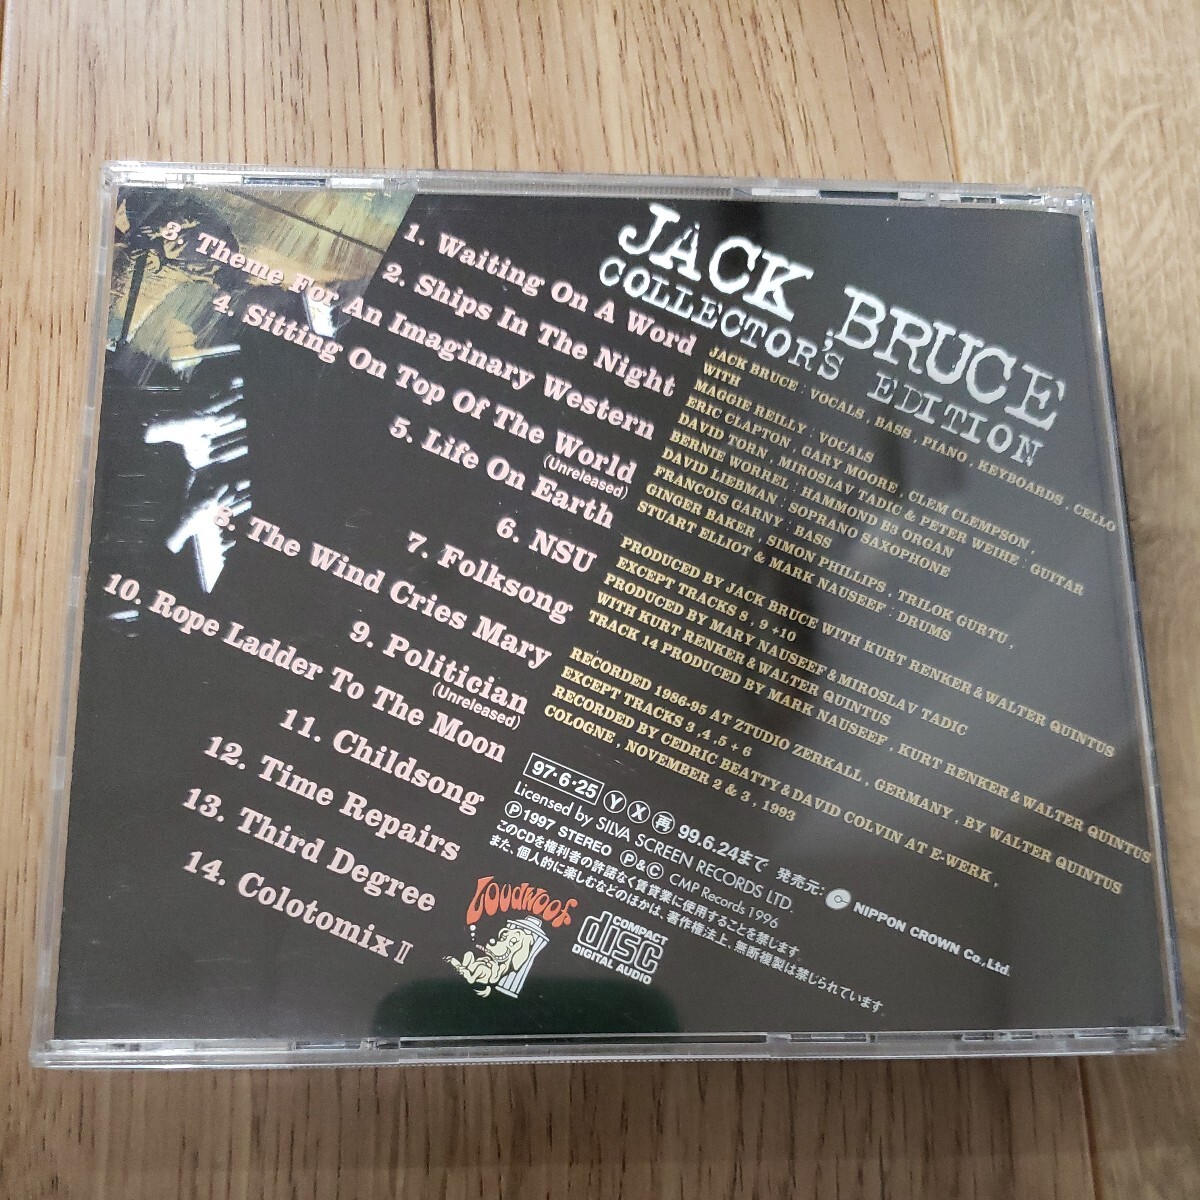 JACK BRUCE
COLLECTOR'S EDITION
1. Waiting On A Word
2. Ships In The Night
3. Theme For An Imaginary Western
4. Sitting On Top Of The World
(Unreleased)
5. Life On Earth
6. NSU
7. Folksong
8. The Wind Cries Mary
9. Politician
(Unreleased)
10. Rope Ladder To The Moon
11. Childsong
12. Time Repairs
13. Third Degree
14. Colotomix II
JACK BRUCE : VOCALS , BASS , PIANO , KEYBOARDS , CELLO
WITH
MAGGIE REILLY : VOCALS
ERIC CLAPTON , GARY MOORE , CLEM CLEMPSON ,
DAVID TORN , MIROSLAV TADIC & PETER WEIHE : GUITAR
BERNIE WORREL : HAMMOND B3 ORGAN
DAVID LIEBMAN : SOPRANO SAXOPHONE
FRANCOIS GARNY : BASS
GINGER BAKER , SIMON PHILLIPS , TRILOK GURTU ,
STUART ELLIOT & MARK NAUSEEF : DRUMS
PRODUCED BY JACK BRUCE WITH KURT RENKER & WALTER QUINTUS
EXCEPT TRACKS 8 , 9 +10
PRODUCED BY MARY NAUSEEF & MIROSLAV TADIC
WITH KURT RENKER & WALTER QUINTUS
TRACK 14 PRODUCED BY MARK NAUSEEF , KURT RENKER & WALTER QUINTUS
RECORDED 1986-95 AT ZTUDIO ZERKALL , GERMANY , BY WALTER QUINTUS
EXCEPT TRACKS 3 , 4 , 5 + 6
RECORDED BY CEDRIC BEATTY & DAVID COLVIN AT E-WERK ,
COLOGNE , NOVEMBER 2 & 3 , 1993
97・6・25 Ⓨ Ⓧ ㊢ 99.6.24まで 発売元: NIPPON CROWN Co., Ltd.
Licensed by SILVA SCREEN RECORDS LTD.
Ⓟ1997 STEREO Ⓟ&© CMP Records 1996
このCDを権利者の許諾なく賃貸業に使用することを禁じます。
また、個人的に楽しむなどのほかは、著作権法上、無断複製は禁じられています。
Loudwoof
COMPACT
disc
DIGITAL AUDIO